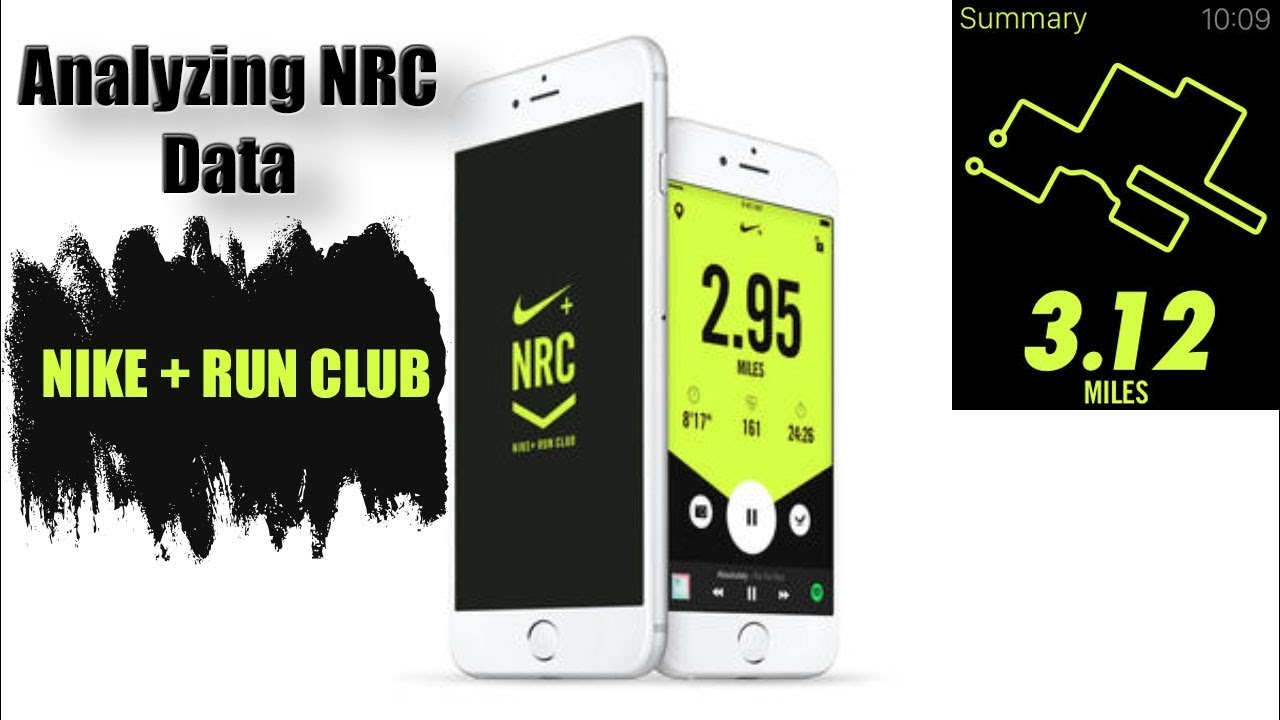 Analyzing NRC
Data
NIKE + RUN CLUB
NRC
NIKE+ RUN CLUB
2.95
MILES
8'17"
161
24:26
Summary
10:09
3.12
MILES